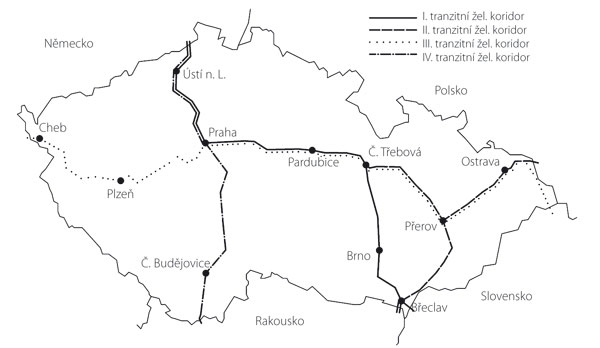 I. tranzitní žel. koridor
II. tranzitní žel. koridor
III. tranzitní žel. koridor
IV. tranzitní žel. koridor
Německo
Ústí n. L.
Polsko
Cheb
Praha
Pardubice
Č. Třebová
Ostrava
Plzeň
Přerov
Č. Budějovice
Brno
Břeclav
Slovensko
Rakousko